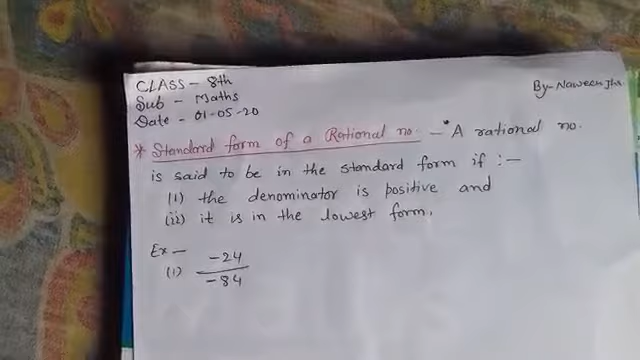 CLASS - 8th
Sub - Maths
Date - 01-05-20
By- Naween Jha
* Standard form of a Rational no. - A rational no.
is said to be in the standard form if :-
(i) the denominator is positive and
(ii) it is in the lowest form.
Ex -
(i) -24
-84